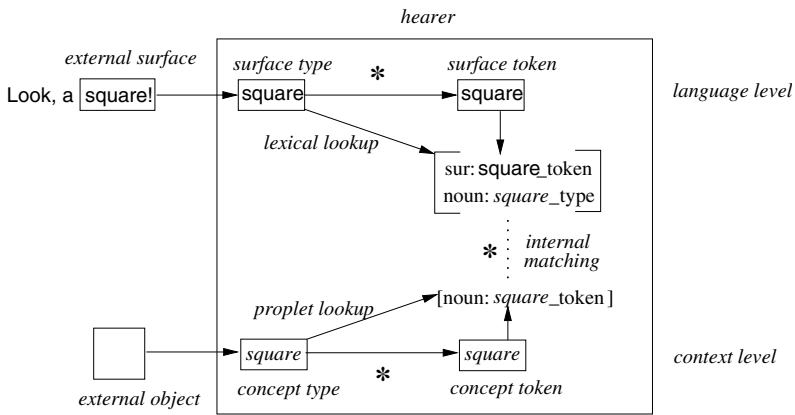 hearer
external surface
surface type
*
surface token
Look, a square!
square
square
language level
lexical lookup
sur: square_token
noun: square_type
*
internal
matching
proplet lookup
[noun: square_token]
square
square
*
context level
external object
concept type
concept token